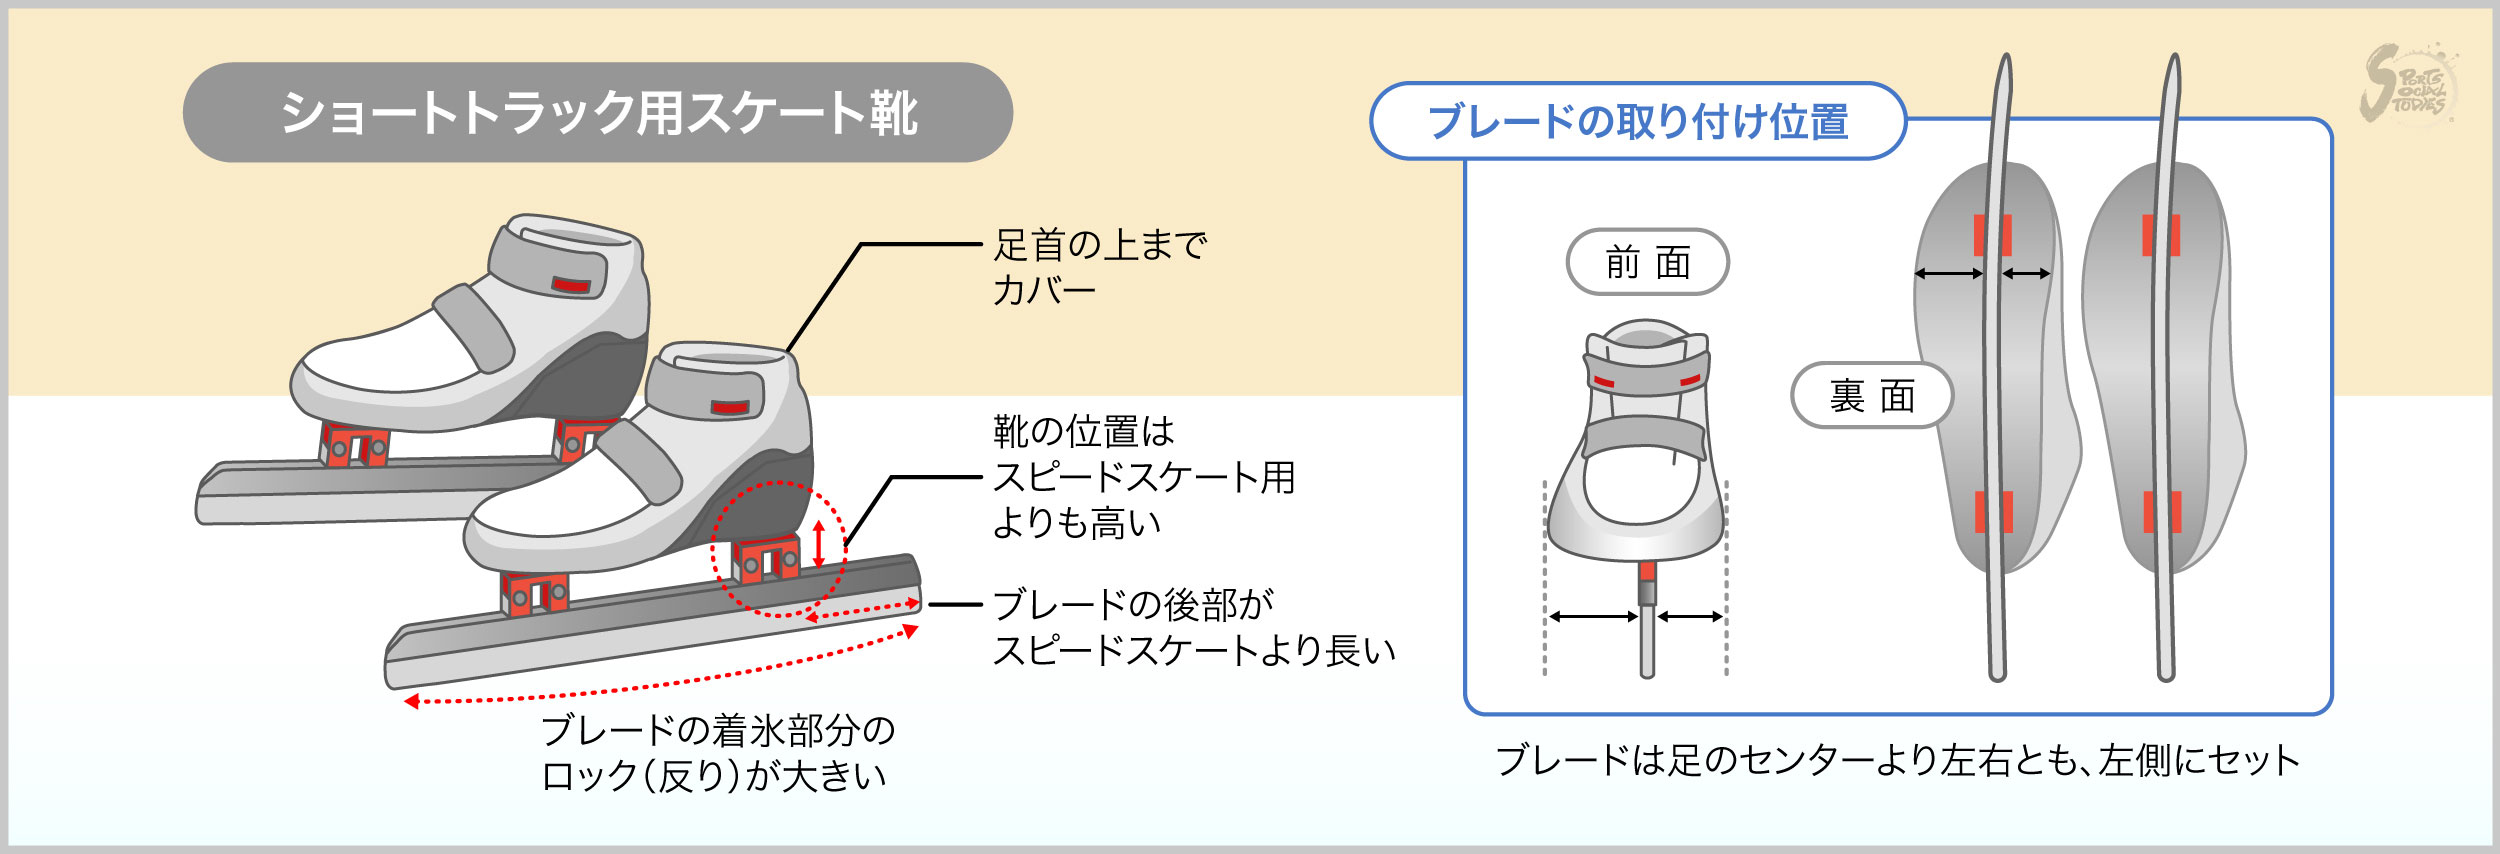 ショートトラック用スケート靴
足首の上まで
カバー
靴の位置は
スピードスケート用
よりも高い
ブレードの後部が
スピードスケートより長い
ブレードの着氷部分の
ロック(反り)が大きい
ブレードの取り付け位置
前面
裏面
ブレードは足のセンターより左右とも、左側にセット
SPORTS
SOCIAL
STUDIES